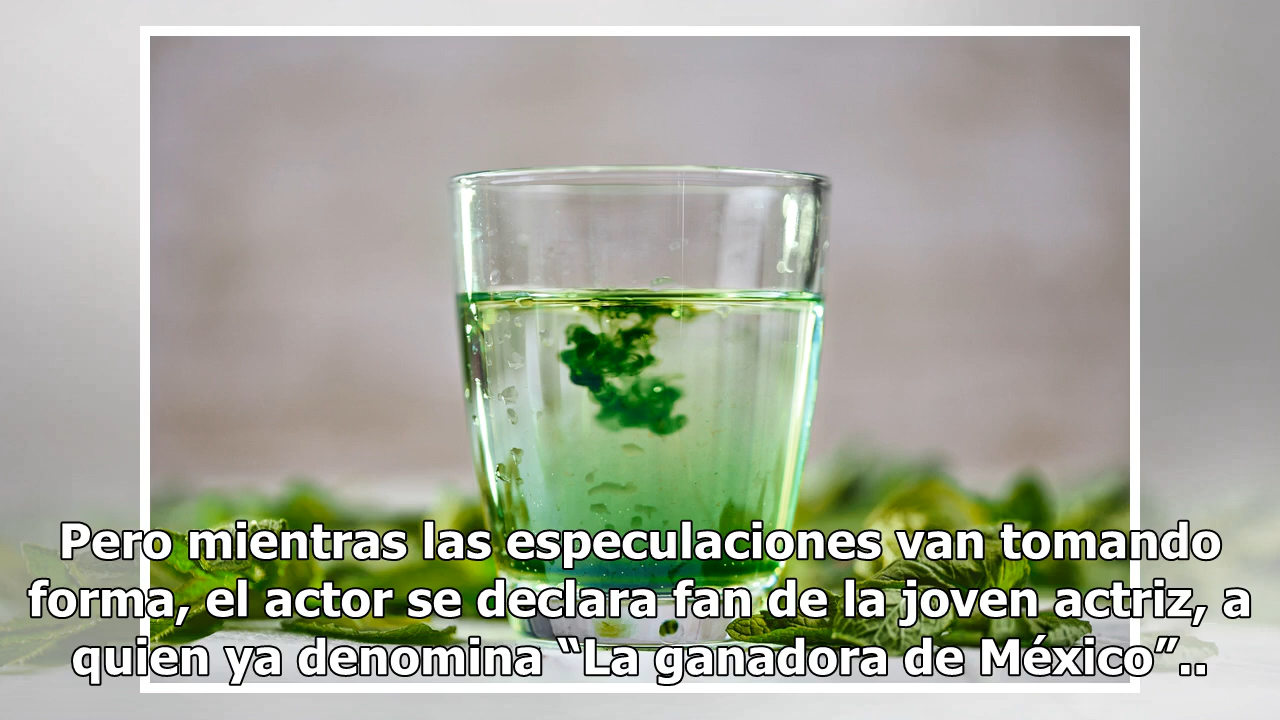 Pero mientras las especulaciones van tomando
forma, el actor se declara fan de la joven actriz, a
quien ya denomina “La ganadora de México”..